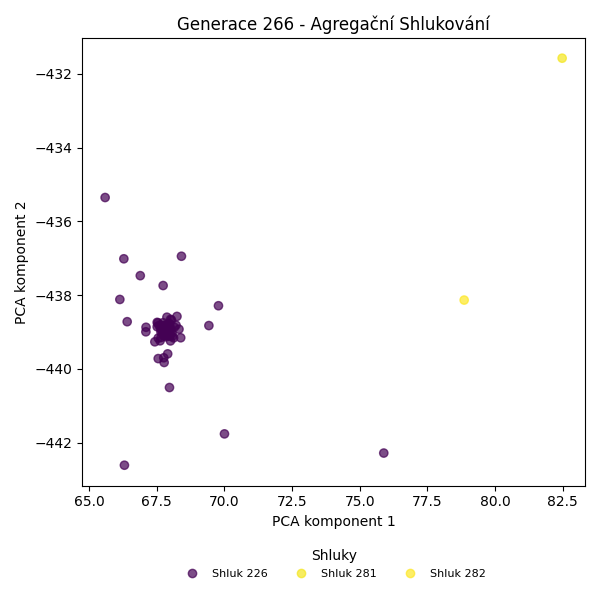 Generace 266 - Agregační Shlukování
PCA komponent 2
−432
−434
−436
−438
−440
−442
65.0 67.5 70.0 72.5 75.0 77.5 80.0 82.5
PCA komponent 1
Shluky
Shluk 226 Shluk 281 Shluk 282